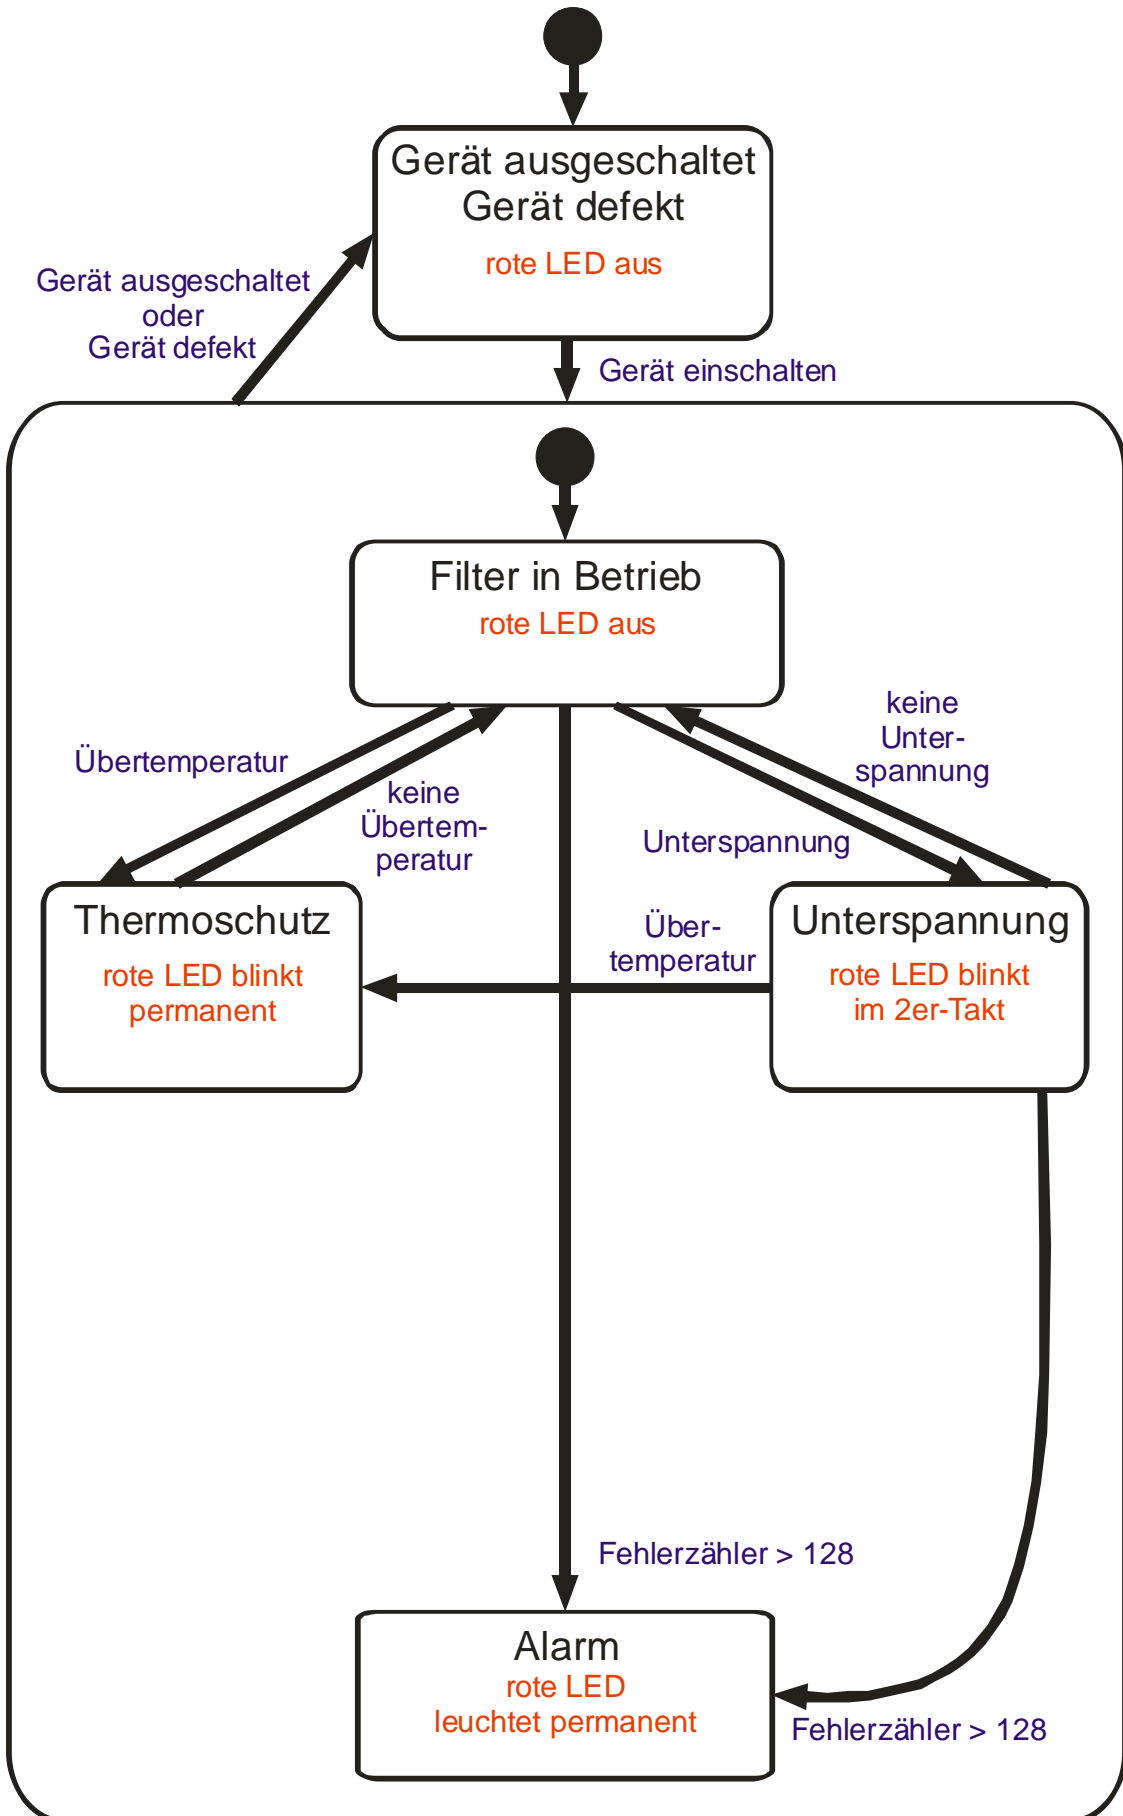 Gerät ausgeschaltet
Gerät defekt
rote LED aus
Gerät ausgeschaltet
oder
Gerät defekt
Gerät einschalten
Filter in Betrieb
rote LED aus
Übertemperatur
keine
Übertem-
peratur
keine
Unter-
spannung
Unterspannung
Thermoschutz
rote LED blinkt
permanent
Über-
temperatur
Unterspannung
rote LED blinkt
im 2er-Takt
Fehlerzähler > 128
Alarm
rote LED
leuchtet permanent
Fehlerzähler > 128